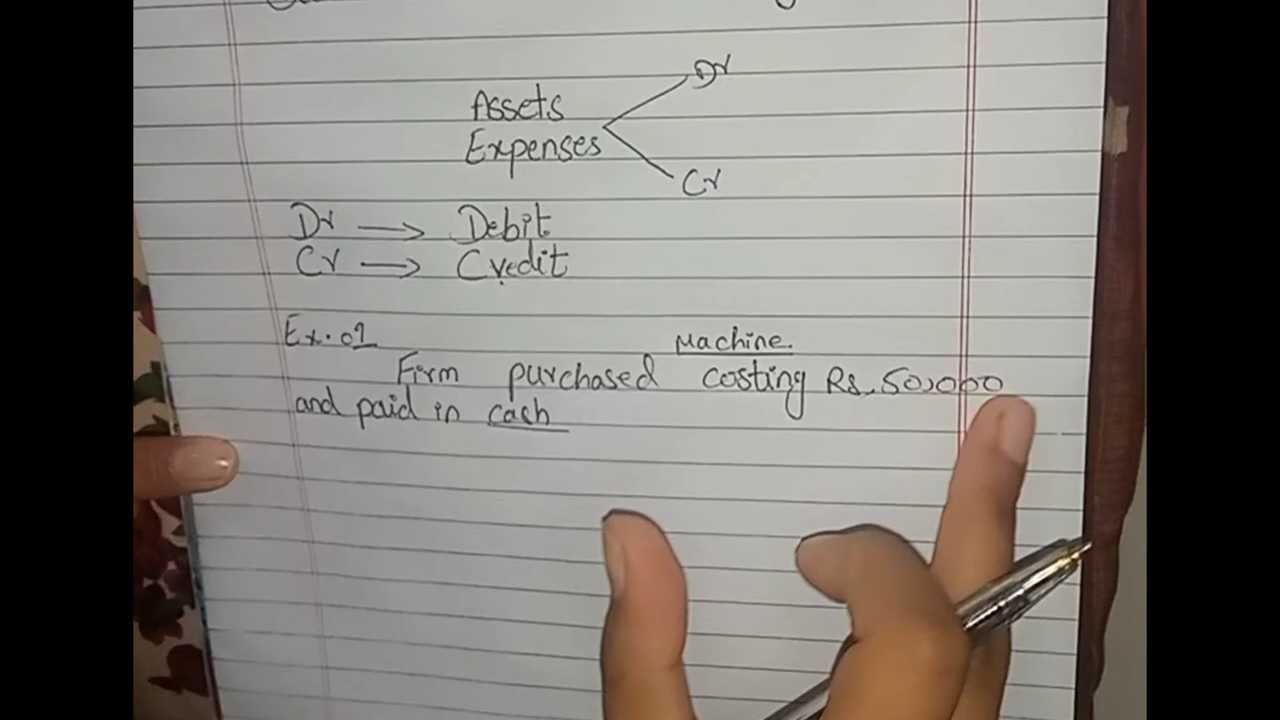 Dr
Assets
Expenses
Cr
Dr → Debit
Cr → Credit
Ex.01
Machine.
Firm purchased costing Rs.50,000
and paid in cash